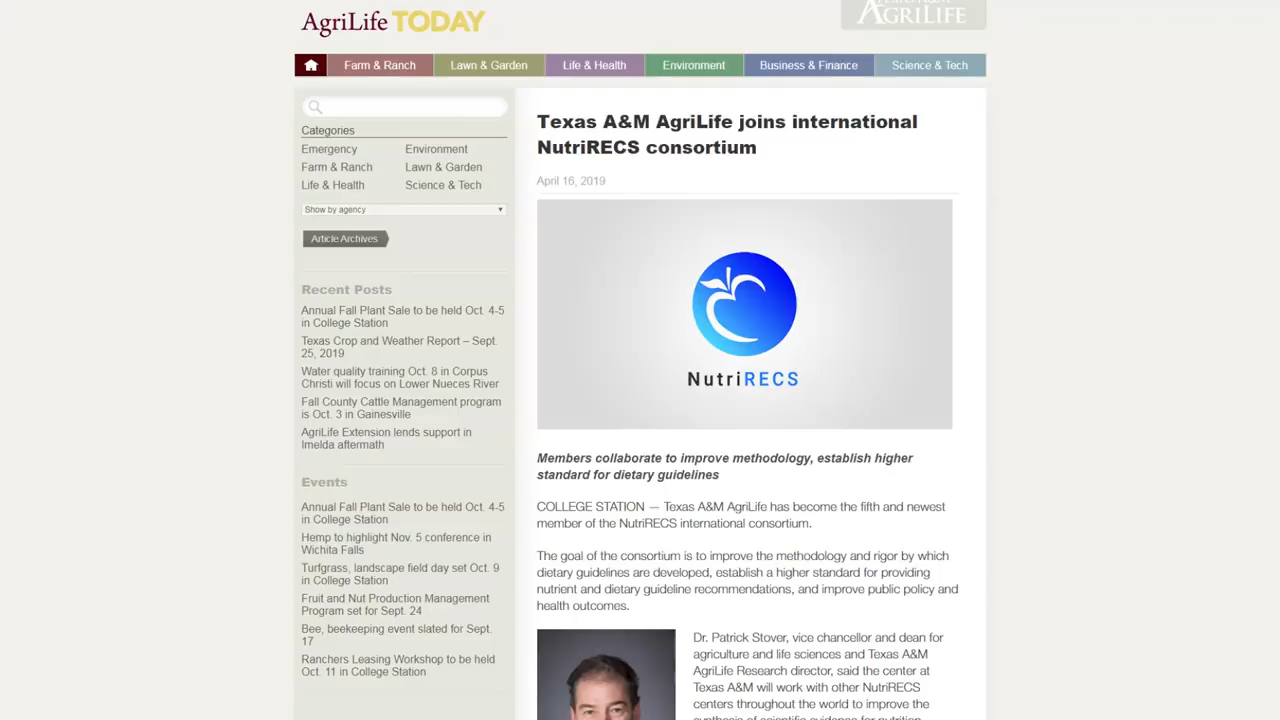 AgriLife TODAY
AGRILIFE
Farm & Ranch
Lawn & Garden
Life & Health
Environment
Business & Finance
Science & Tech
Categories
Emergency
Environment
Farm & Ranch
Lawn & Garden
Life & Health
Science & Tech
Show by agency
Article Archives
Recent Posts
Annual Fall Plant Sale to be held Oct. 4-5
in College Station
Texas Crop and Weather Report – Sept.
25, 2019
Water quality training Oct. 8 in Corpus
Christi will focus on Lower Nueces River
Fall County Cattle Management program
is Oct. 3 in Gainesville
AgriLife Extension lends support in
Imelda aftermath
Events
Annual Fall Plant Sale to be held Oct. 4-5
in College Station
Hemp to highlight Nov. 5 conference in
Wichita Falls
Turfgrass, landscape field day set Oct. 9
in College Station
Fruit and Nut Production Management
Program set for Sept. 24
Bee, beekeeping event slated for Sept.
17
Ranchers Leasing Workshop to be held
Oct. 11 in College Station
Texas A&M AgriLife joins international
NutriRECS consortium
April 16, 2019
NutriRECS
Members collaborate to improve methodology, establish higher
standard for dietary guidelines
COLLEGE STATION — Texas A&M AgriLife has become the fifth and newest
member of the NutriRECS international consortium.
The goal of the consortium is to improve the methodology and rigor by which
dietary guidelines are developed, establish a higher standard for providing
nutrient and dietary guideline recommendations, and improve public policy and
health outcomes.
Dr. Patrick Stover, vice chancellor and dean for
agriculture and life sciences and Texas A&M
AgriLife Research director, said the center at
Texas A&M will work with other NutriRECS
centers throughout the world to improve the
synthesis of scientific evidence for nutrition